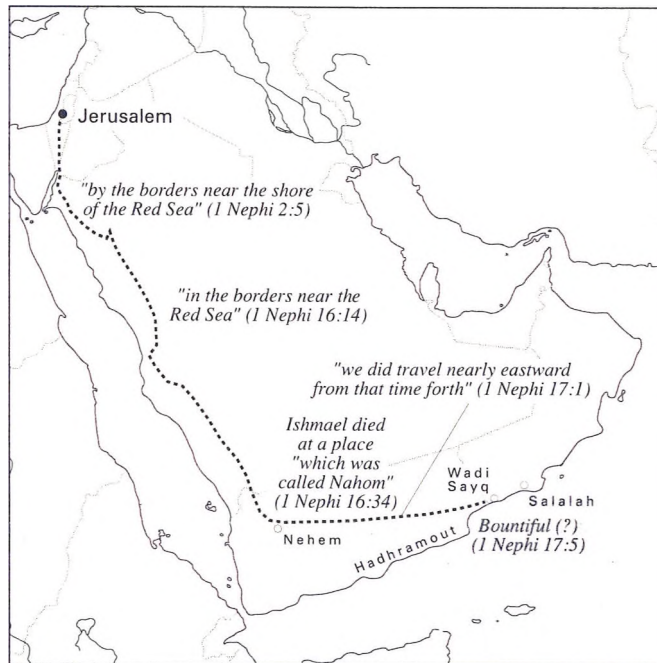 Jerusalem
"by the borders near the shore
of the Red Sea" (1 Nephi 2:5)
"in the borders near the
Red Sea" (1 Nephi 16:14)
"we did travel nearly eastward
from that time forth" (1 Nephi 17:1)
Ishmael died
at a place
"which was
called Nahom"
(1 Nephi 16:34)
Wadi
Sayq
Salalah
Nehem
Hadhramout
Bountiful (?)
(1 Nephi 17:5)